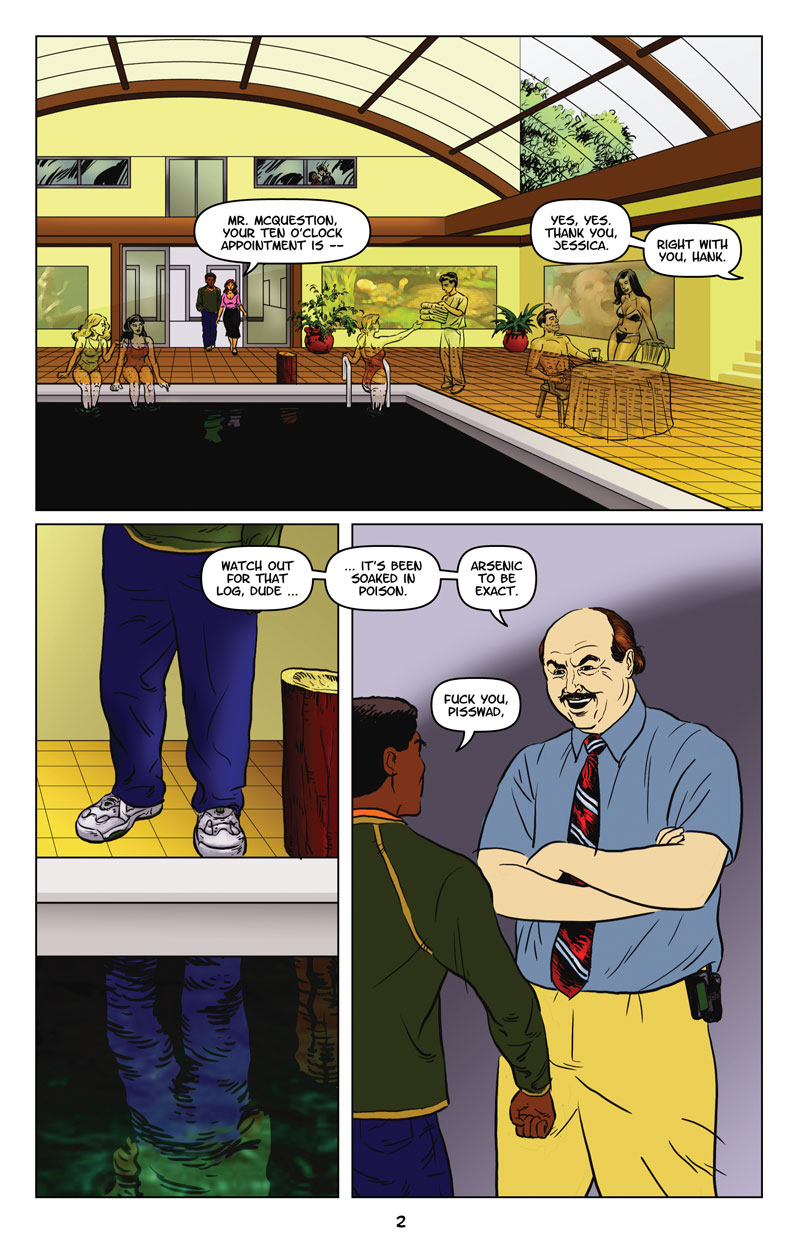 MR. MCQUESTION,
YOUR TEN O'CLOCK
APPOINTMENT IS --
YES, YES.
THANK YOU,
JESSICA.
RIGHT WITH
YOU, HANK.
WATCH OUT
FOR THAT
LOG, DUDE ...
... IT'S BEEN
SOAKED IN
POISON.
ARSENIC
TO BE
EXACT.
FUCK YOU,
PISSWAD,
2